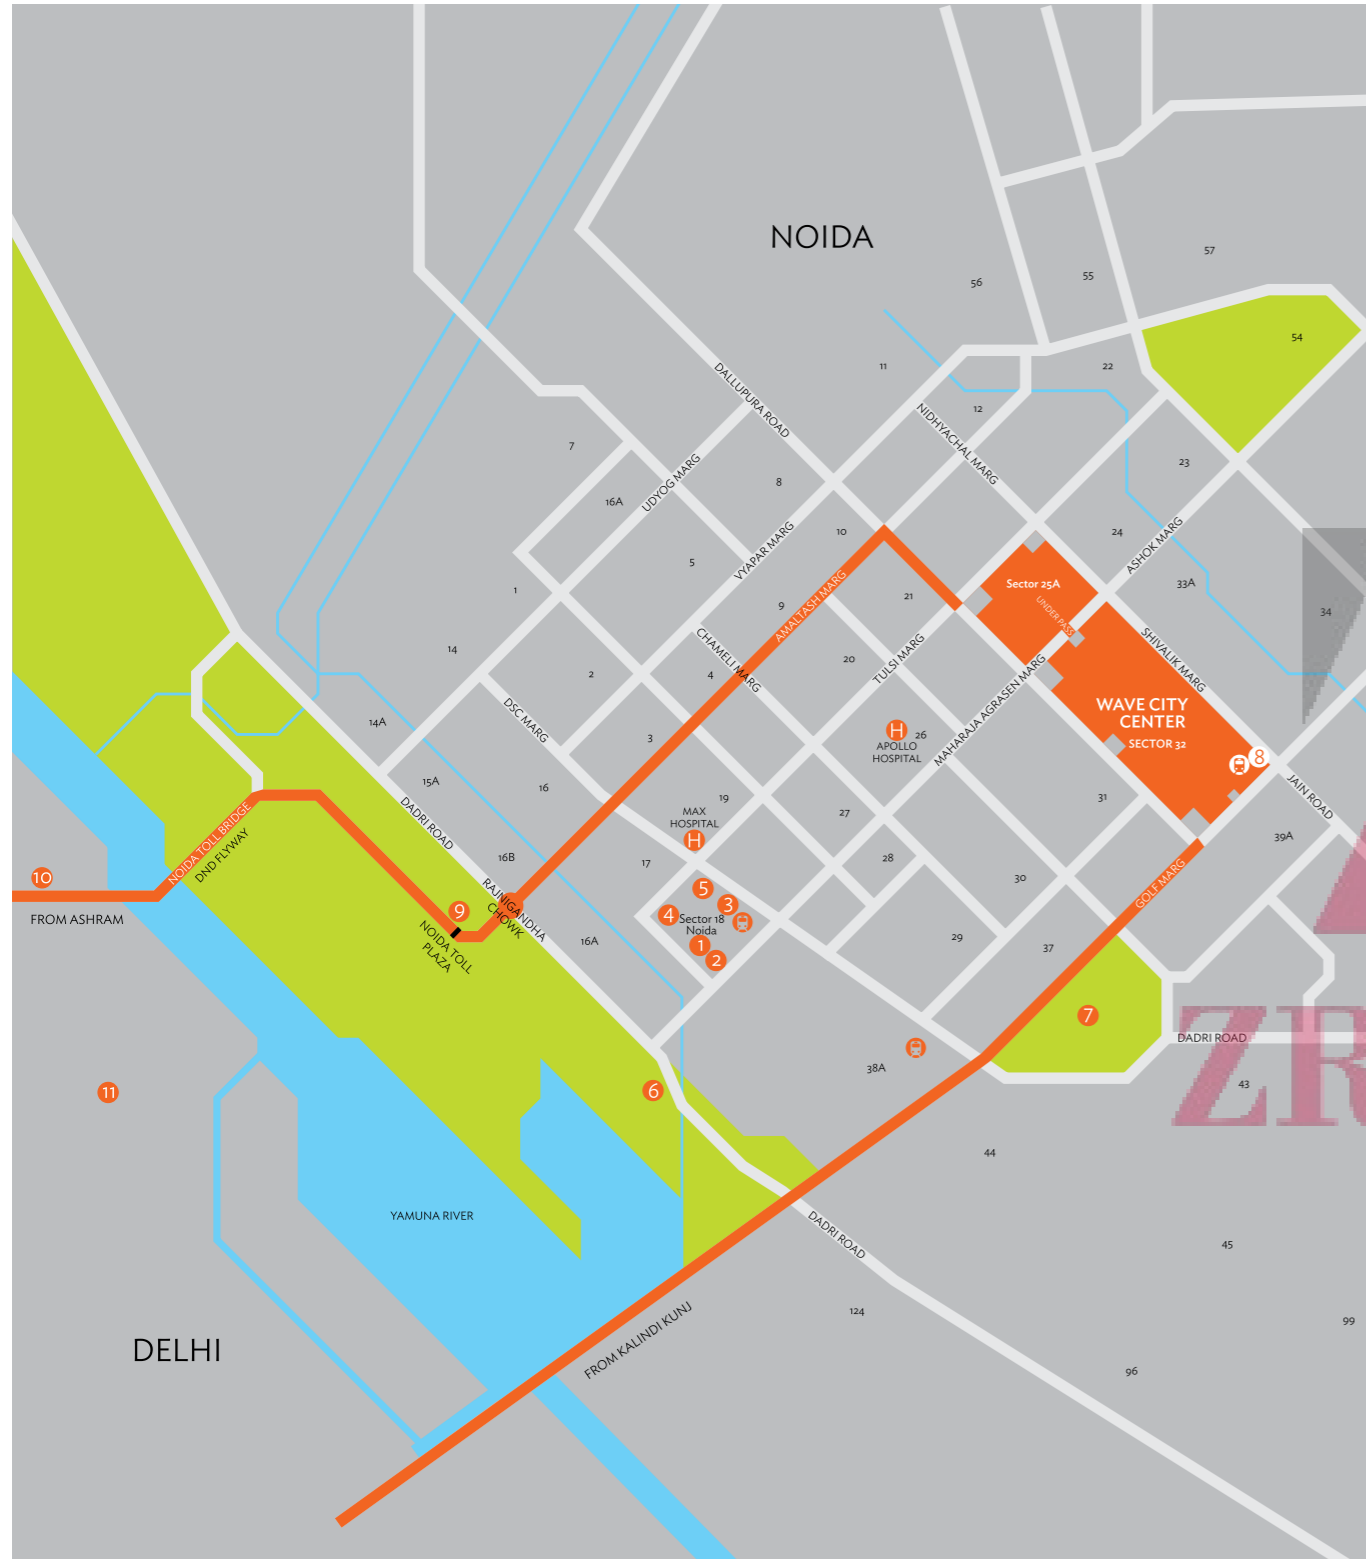 NOIDA
57
55
56
54
11
22
DALLUPURA ROAD
12
NIDHYACHAL MARG
7
23
UDYOG MARG
8
16A
24
ASHOK MARG
10
VYAPAR MARG
5
33A
Sector 25A
1
21
AMALTASH MARG
9
UNDER PASS
34
14
CHAMELI MARG
20
TULSI MARG
SHIVALIK MARG
2
4
MAHARAJA AGRASEN MARG
WAVE CITY
CENTER
SECTOR 32
14A
DSC MARG
H
26
APOLLO
HOSPITAL
3
8
15A
16
19
31
JAIN ROAD
MAX
HOSPITAL
H
27
39A
DADRI ROAD
NOIDA TOLL BRIDGE
DND FLYWAY
16B
17
28
30
GOLF MARG
10
FROM ASHRAM
RAJNIGANDHA
CHOWK
5
3
4
Sector 18
Noida
1
2
9
NOIDA TOLL
PLAZA
16A
29
37
7
DADRI ROAD
38A
43
ZR
11
6
44
YAMUNA RIVER
DADRI ROAD
45
124
99
DELHI
FROM KALINDI KUNJ
96